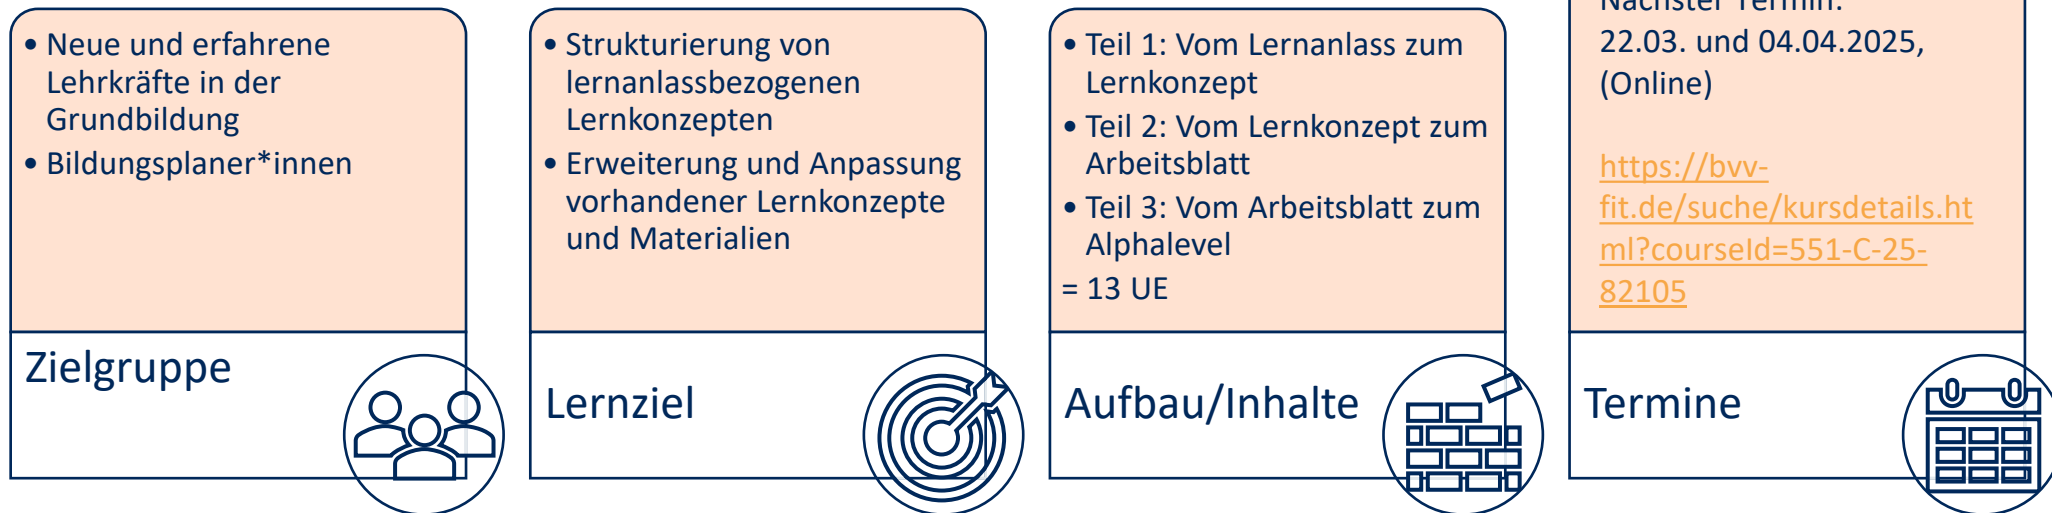 • Neue und erfahrene
Lehrkräfte in der
Grundbildung
• Bildungsplaner*innen
Zielgruppe
• Strukturierung von
lernanlassbezogenen
Lernkonzepten
• Erweiterung und Anpassung
vorhandener Lernkonzepte
und Materialien
Lernziel
• Teil 1: Vom Lernanlass zum
Lernkonzept
• Teil 2: Vom Lernkonzept zum
Arbeitsblatt
• Teil 3: Vom Arbeitsblatt zum
Alphalevel
= 13 UE
Aufbau/Inhalte
Nächster Termin:
22.03. und 04.04.2025,
(Online)
https://bvv-
fit.de/suche/kursdetails.ht
ml?courseId=551-C-25-
82105
Termine